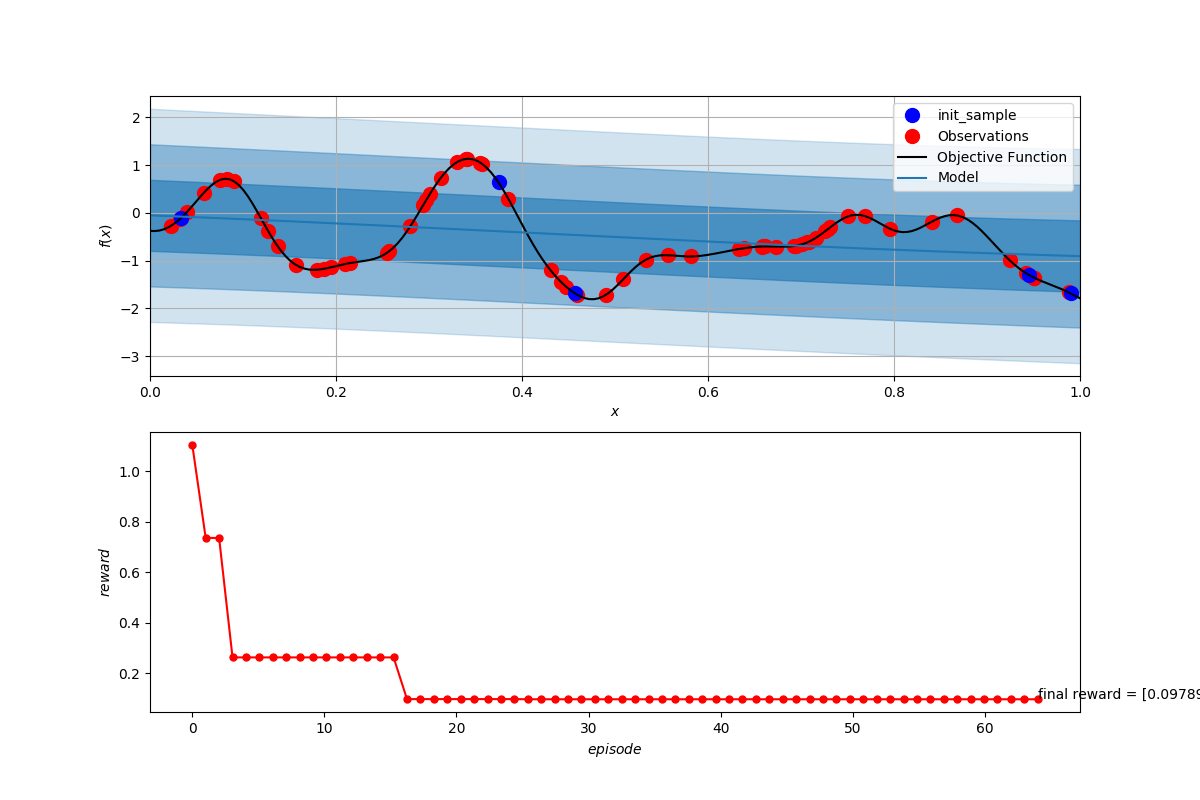 2
1
0
−1
−2
−3
f(x)
init_sample
Observations
Objective Function
Model
0.0 0.2 0.4 0.6 0.8 1.0
x
1.0
0.8
0.6
0.4
0.2
reward
final reward = [0.09789
0 10 20 30 40 50 60
episode